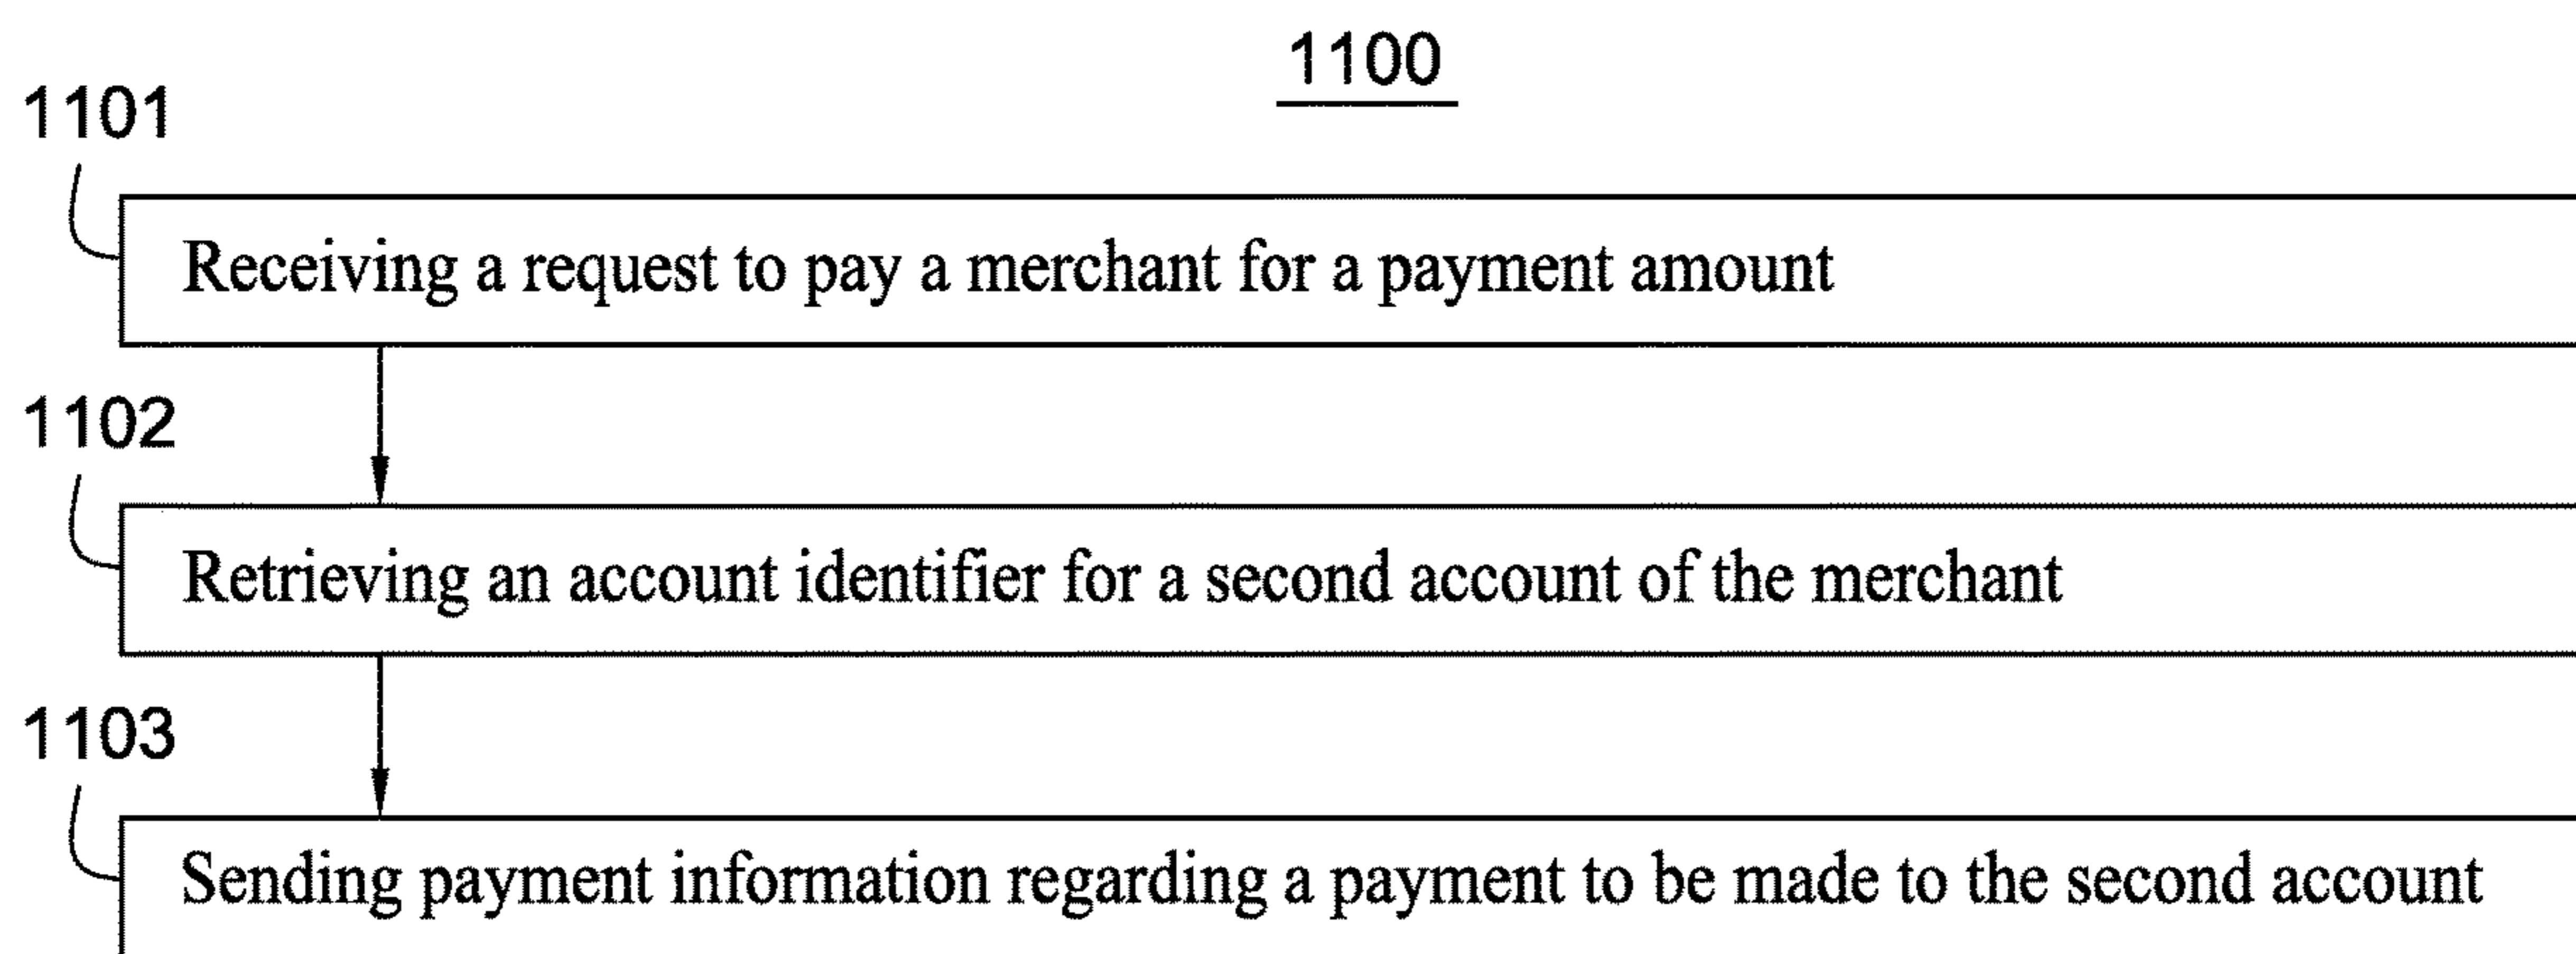 1100
1101
Receiving a request to pay a merchant for a payment amount
1102
Retrieving an account identifier for a second account of the merchant
1103
Sending payment information regarding a payment to be made to the second account